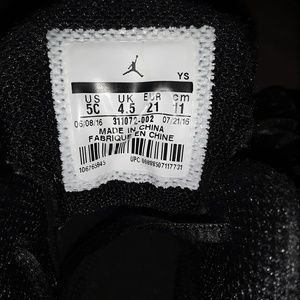 YS
US UK EUR cm
5C 4.5 21 11
05/08/16 311072-002 07/21/16
MADE IN CHINA
FABRIQUE EN CHINE